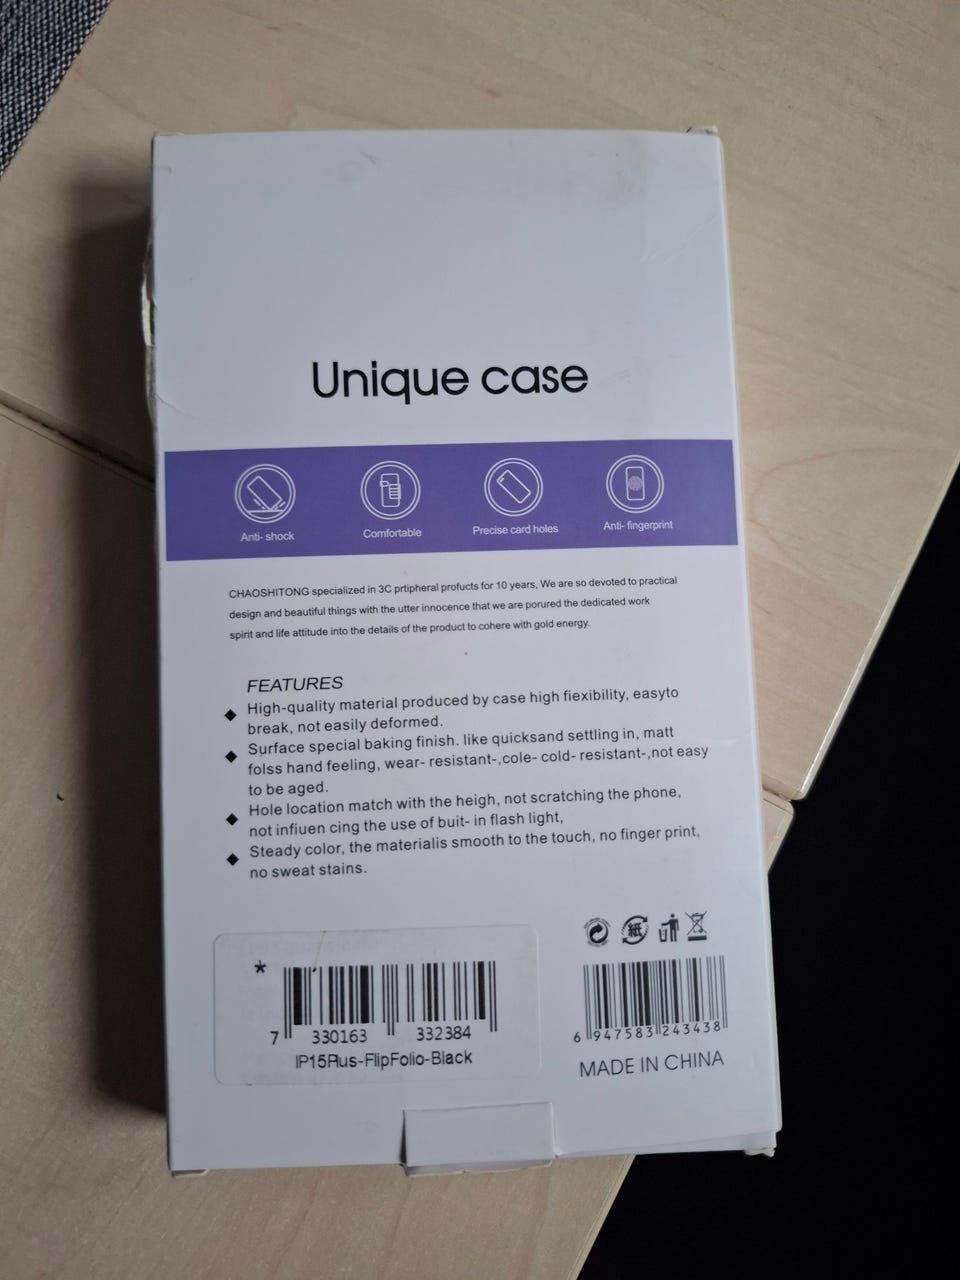 Unique case
Anti- shock
Comfortable
Precise card holes
Anti- fingerprint
CHAOSHITONG specialized in 3C prtipheral profucts for 10 years, We are so devoted to practical
design and beautiful things with the utter innocence that we are porured the dedicated work
spirit and life attitude into the details of the product to cohere with gold energy.
FEATURES
◆ High-quality material produced by case high fiexibility, easyto
break, not easily deformed.
◆ Surface special baking finish. like quicksand settling in, matt
folss hand feeling, wear- resistant-,cole- cold- resistant-,not easy
to be aged.
◆ Hole location match with the heigh, not scratching the phone,
not infiuen cing the use of buit- in flash light,
◆ Steady color, the materialis smooth to the touch, no finger print,
no sweat stains.
紙
*
7 330163 332384
IP15Plus-FlipFolio-Black
6 947583 243438
MADE IN CHINA